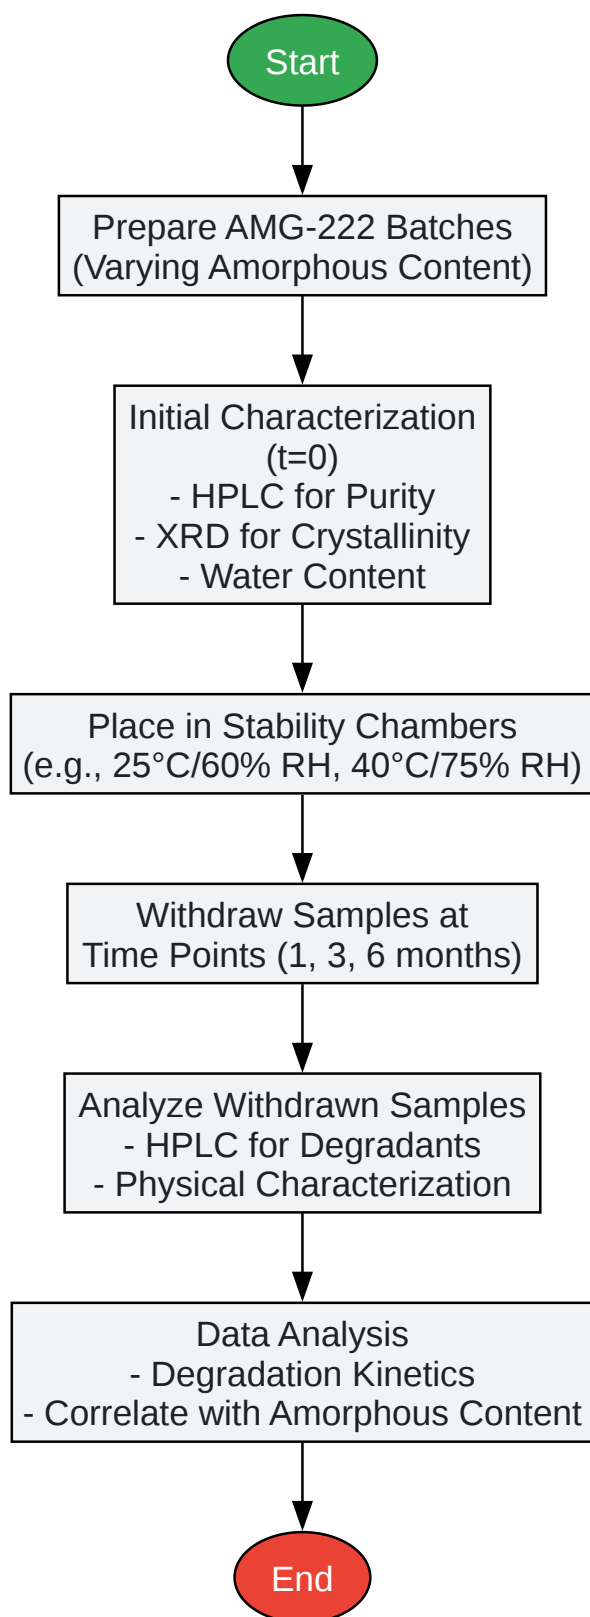 Start
Prepare AMG-222 Batches
(Varying Amorphous Content)
Initial Characterization
(t=0)
- HPLC for Purity
- XRD for Crystallinity
- Water Content
Place in Stability Chambers
(e.g., 25°C/60% RH, 40°C/75% RH)
Withdraw Samples at
Time Points (1, 3, 6 months)
Analyze Withdrawn Samples
- HPLC for Degradants
- Physical Characterization
Data Analysis
- Degradation Kinetics
- Correlate with Amorphous Content
End